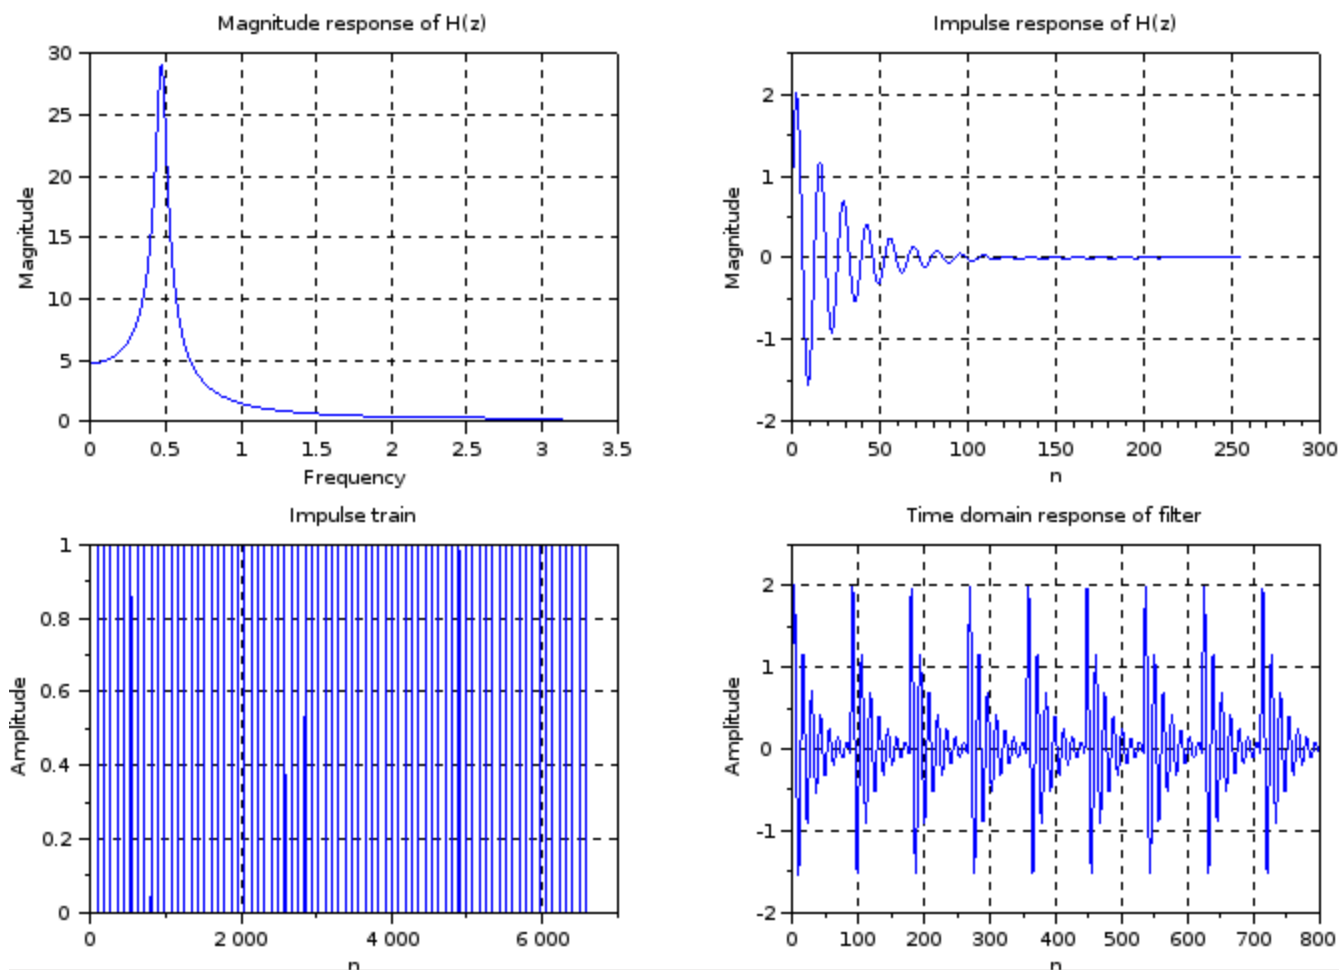 Magnitude response of H(z)
30
25
20
15
10
5
0
Magnitude
0 0.5 1 1.5 2 2.5 3 3.5
Frequency
Impulse response of H(z)
2
1
0
-1
-2
Magnitude
0 50 100 150 200 250 300
n
Impulse train
1
0.8
0.6
0.4
0.2
0
Amplitude
0 2 000 4 000 6 000
n
Time domain response of filter
2
1
0
-1
-2
Amplitude
0 100 200 300 400 500 600 700 800
n